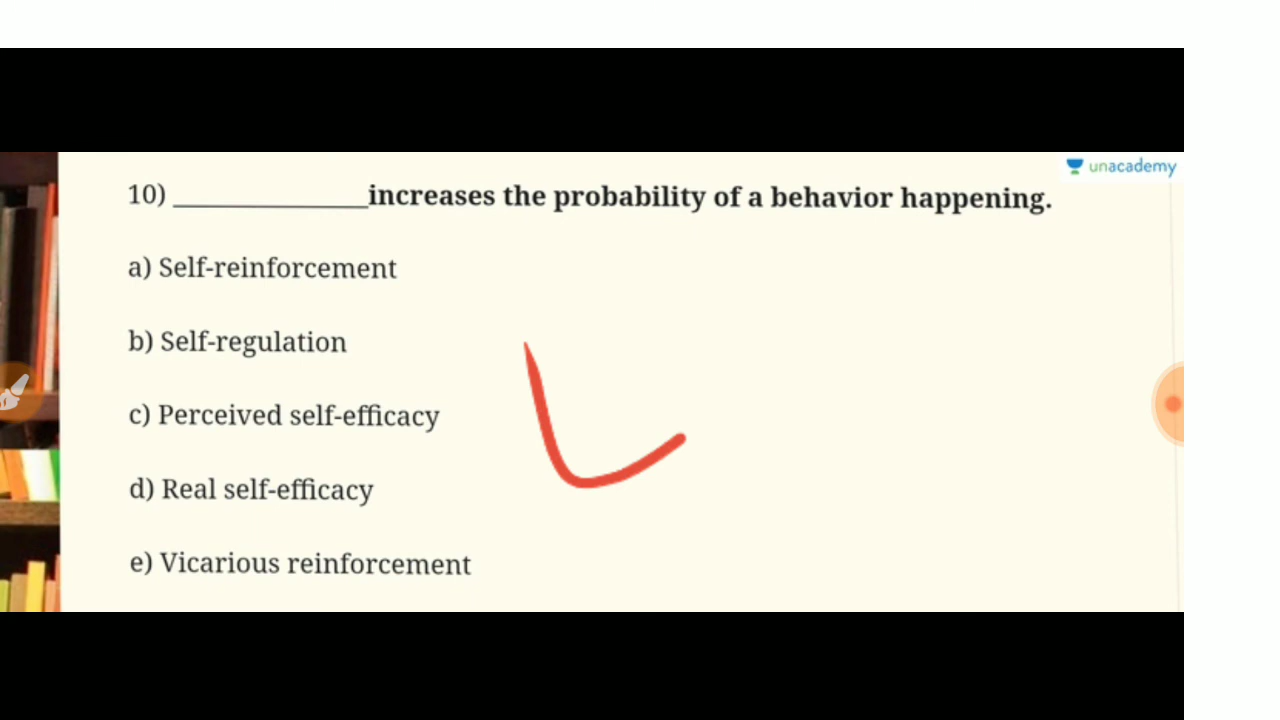 unacademy
10) ______________increases the probability of a behavior happening.
a) Self-reinforcement
b) Self-regulation
c) Perceived self-efficacy
d) Real self-efficacy
e) Vicarious reinforcement